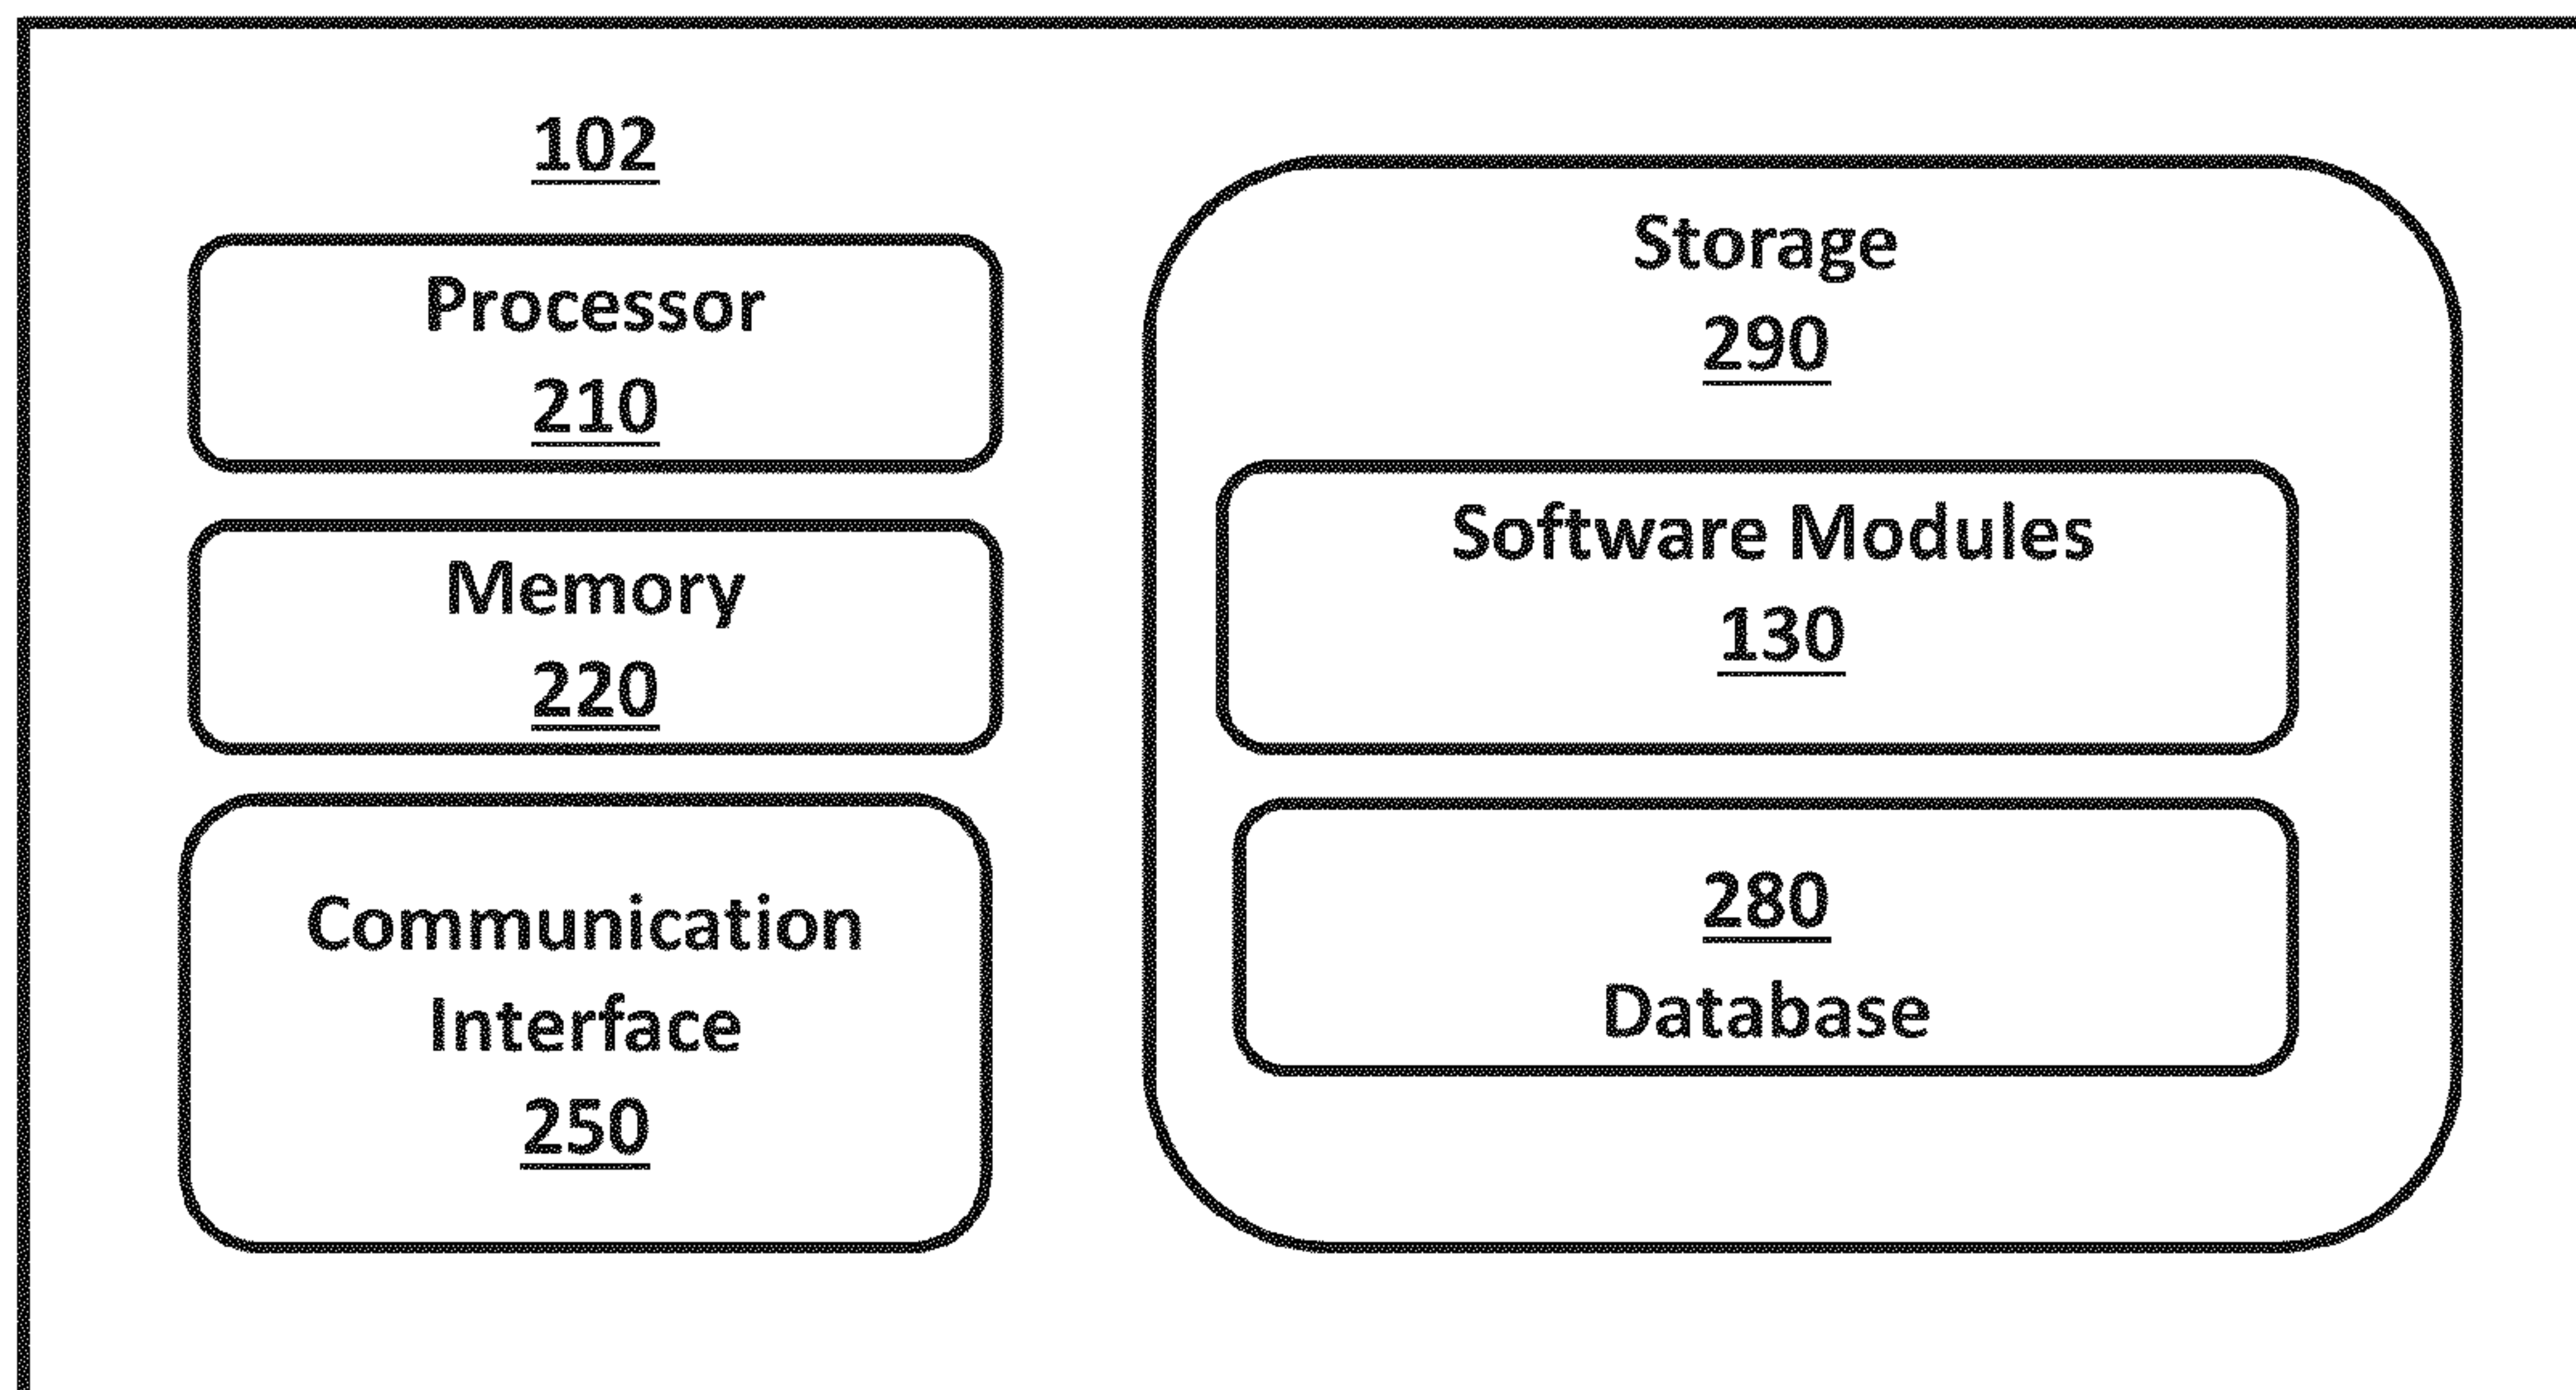 102
Processor
210
Memory
220
Communication
Interface
250
Storage
290
Software Modules
130
280
Database